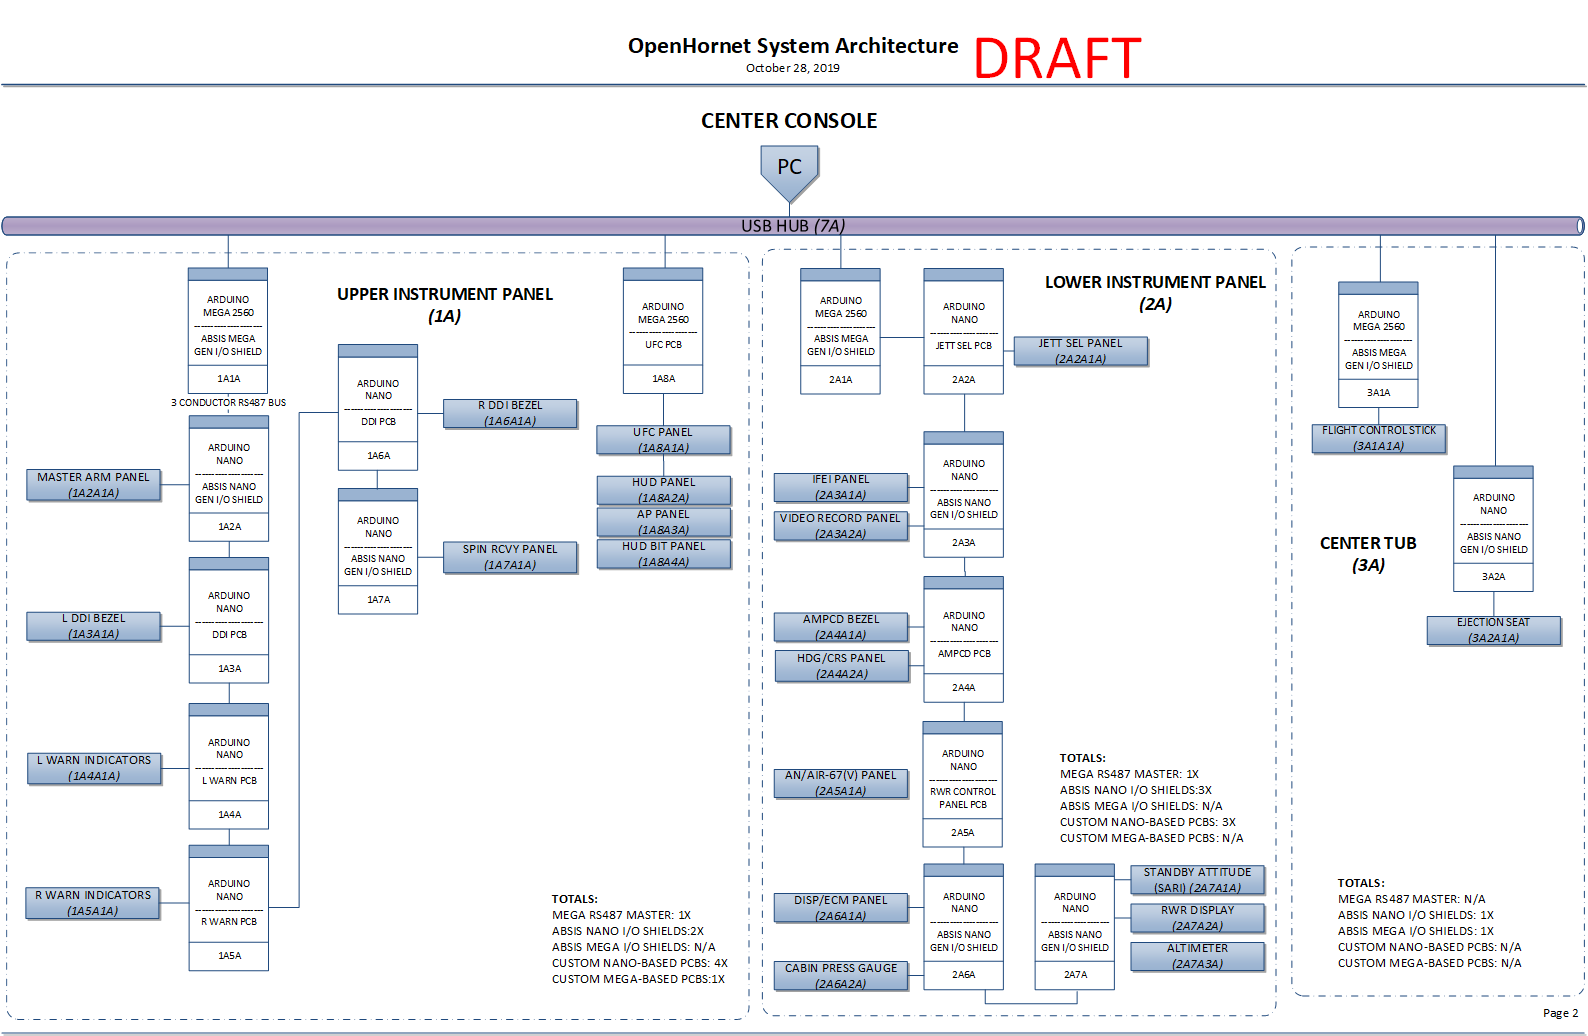 OpenHornet System Architecture
DRAFT
October 28, 2019
CENTER CONSOLE
PC
USB HUB (7A)
UPPER INSTRUMENT PANEL
(1A)
ARDUINO
MEGA 2560
ABSIS MEGA
GEN I/O SHIELD
1A1A
3 CONDUCTOR RS487 BUS
ARDUINO
NANO
ABSIS NANO
GEN I/O SHIELD
1A2A
MASTER ARM PANEL
(1A2A1A)
ARDUINO
NANO
DDI PCB
1A3A
L DDI BEZEL
(1A3A1A)
ARDUINO
NANO
L WARN PCB
1A4A
L WARN INDICATORS
(1A4A1A)
ARDUINO
NANO
R WARN PCB
1A5A
R WARN INDICATORS
(1A5A1A)
ARDUINO
NANO
DDI PCB
1A6A
R DDI BEZEL
(1A6A1A)
ARDUINO
NANO
ABSIS NANO
GEN I/O SHIELD
1A7A
SPIN RCVY PANEL
(1A7A1A)
ARDUINO
MEGA 2560
UFC PCB
1A8A
UFC PANEL
(1A8A1A)
HUD PANEL
(1A8A2A)
AP PANEL
(1A8A3A)
HUD BIT PANEL
(1A8A4A)
TOTALS:
MEGA RS487 MASTER: 1X
ABSIS NANO I/O SHIELDS:2X
ABSIS MEGA I/O SHIELDS: N/A
CUSTOM NANO-BASED PCBS: 4X
CUSTOM MEGA-BASED PCBS:1X
LOWER INSTRUMENT PANEL
(2A)
ARDUINO
MEGA 2560
ABSIS MEGA
GEN I/O SHIELD
2A1A
ARDUINO
NANO
JETT SEL PCB
2A2A
JETT SEL PANEL
(2A2A1A)
ARDUINO
NANO
ABSIS NANO
GEN I/O SHIELD
2A3A
IFEI PANEL
(2A3A1A)
VIDEO RECORD PANEL
(2A3A2A)
ARDUINO
NANO
AMPCD PCB
2A4A
AMPCD BEZEL
(2A4A1A)
HDG/CRS PANEL
(2A4A2A)
ARDUINO
NANO
RWR CONTROL
PANEL PCB
2A5A
AN/AIR-67(V) PANEL
(2A5A1A)
ARDUINO
NANO
ABSIS NANO
GEN I/O SHIELD
2A6A
DISP/ECM PANEL
(2A6A1A)
CABIN PRESS GAUGE
(2A6A2A)
ARDUINO
NANO
ABSIS NANO
GEN I/O SHIELD
2A7A
STANDBY ATTITUDE
(SARI) (2A7A1A)
RWR DISPLAY
(2A7A2A)
ALTIMETER
(2A7A3A)
TOTALS:
MEGA RS487 MASTER: 1X
ABSIS NANO I/O SHIELDS:3X
ABSIS MEGA I/O SHIELDS: N/A
CUSTOM NANO-BASED PCBS: 3X
CUSTOM MEGA-BASED PCBS: N/A
CENTER TUB
(3A)
ARDUINO
MEGA 2560
ABSIS MEGA
GEN I/O SHIELD
3A1A
FLIGHT CONTROL STICK
(3A1A1A)
ARDUINO
NANO
ABSIS NANO
GEN I/O SHIELD
3A2A
EJECTION SEAT
(3A2A1A)
TOTALS:
MEGA RS487 MASTER: N/A
ABSIS NANO I/O SHIELDS: 1X
ABSIS MEGA I/O SHIELDS: 1X
CUSTOM NANO-BASED PCBS: N/A
CUSTOM MEGA-BASED PCBS: N/A
Page 2